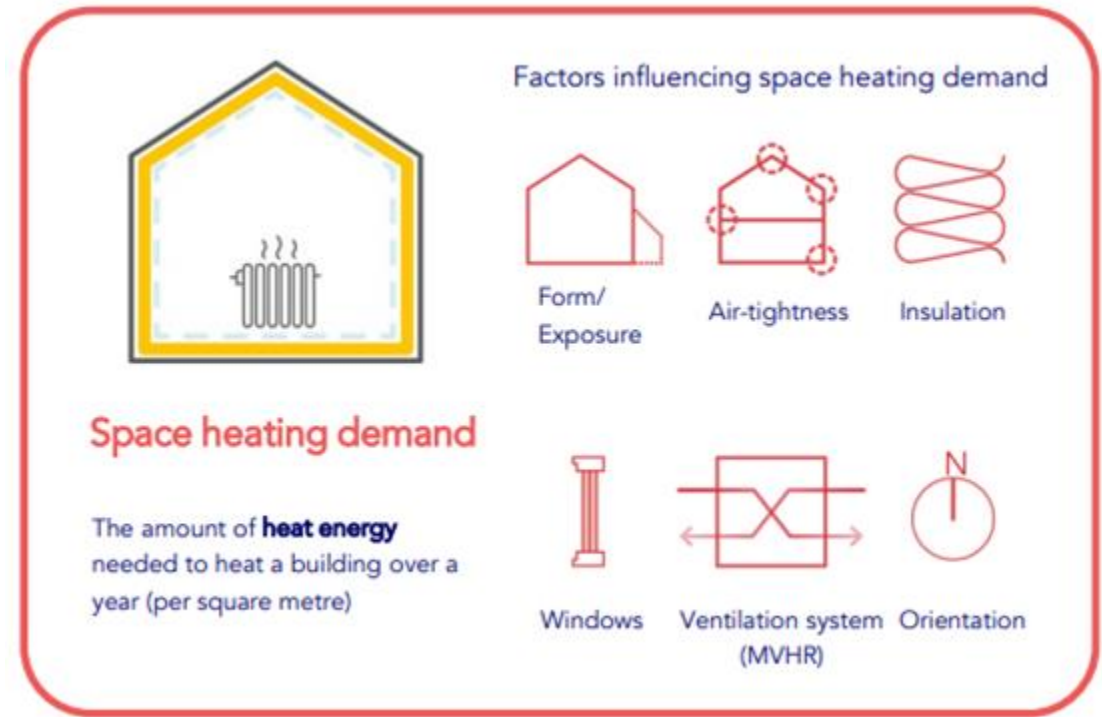 Space heating demand
The amount of heat energy
needed to heat a building over a
year (per square metre)
Factors influencing space heating demand
Form/
Exposure
Air-tightness
Insulation
Windows
Ventilation system
(MVHR)
N
Orientation